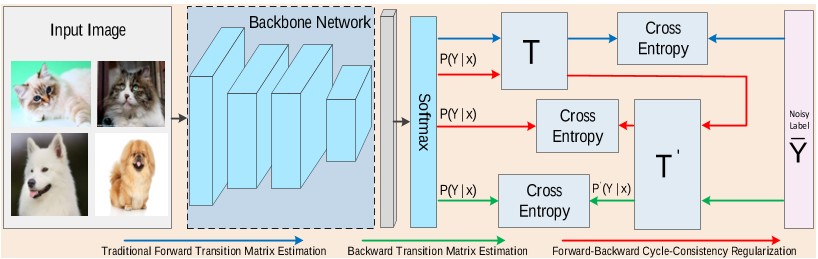 Input Image
Backbone Network
Softmax
P(Y | x)
P(Y | x)
P(Y | x)
T
Cross
Entropy
Cross
Entropy
T '
Cross
Entropy
P'(Y | x)
Noisy
Label
Y̅
Traditional Forward Transition Matrix Estimation
Backward Transition Matrix Estimation
Forward-Backward Cycle-Consistency Regularization